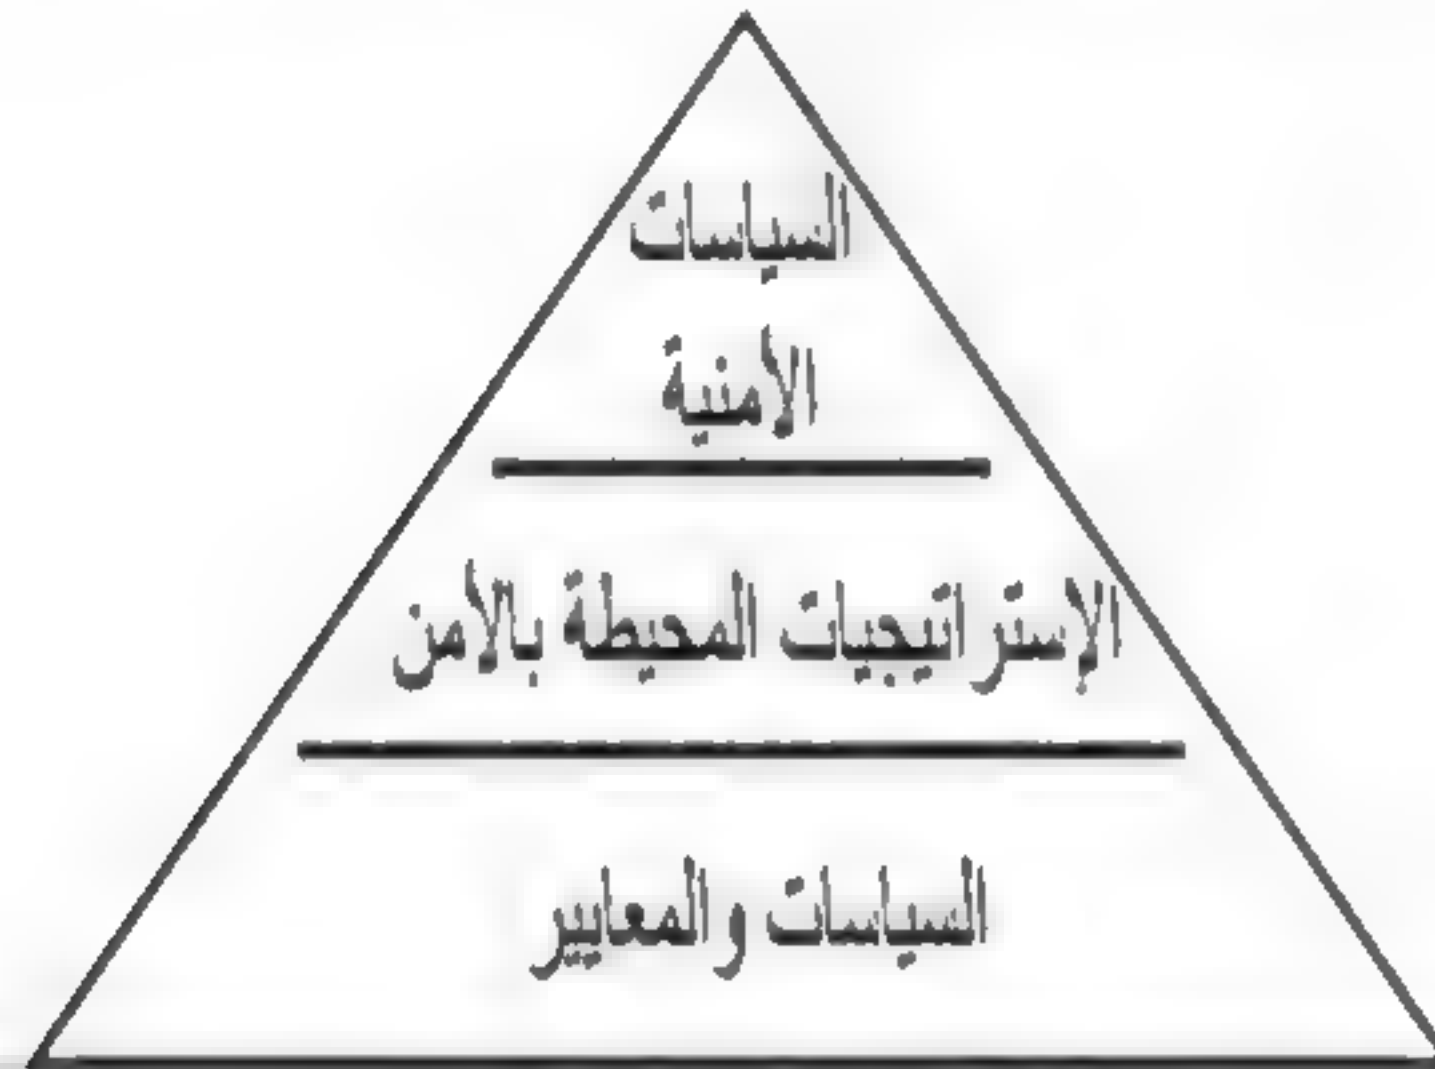 السياسات
الأمنية
الإستراتيجيات المحيطة بالأمن
السياسات والمعايير